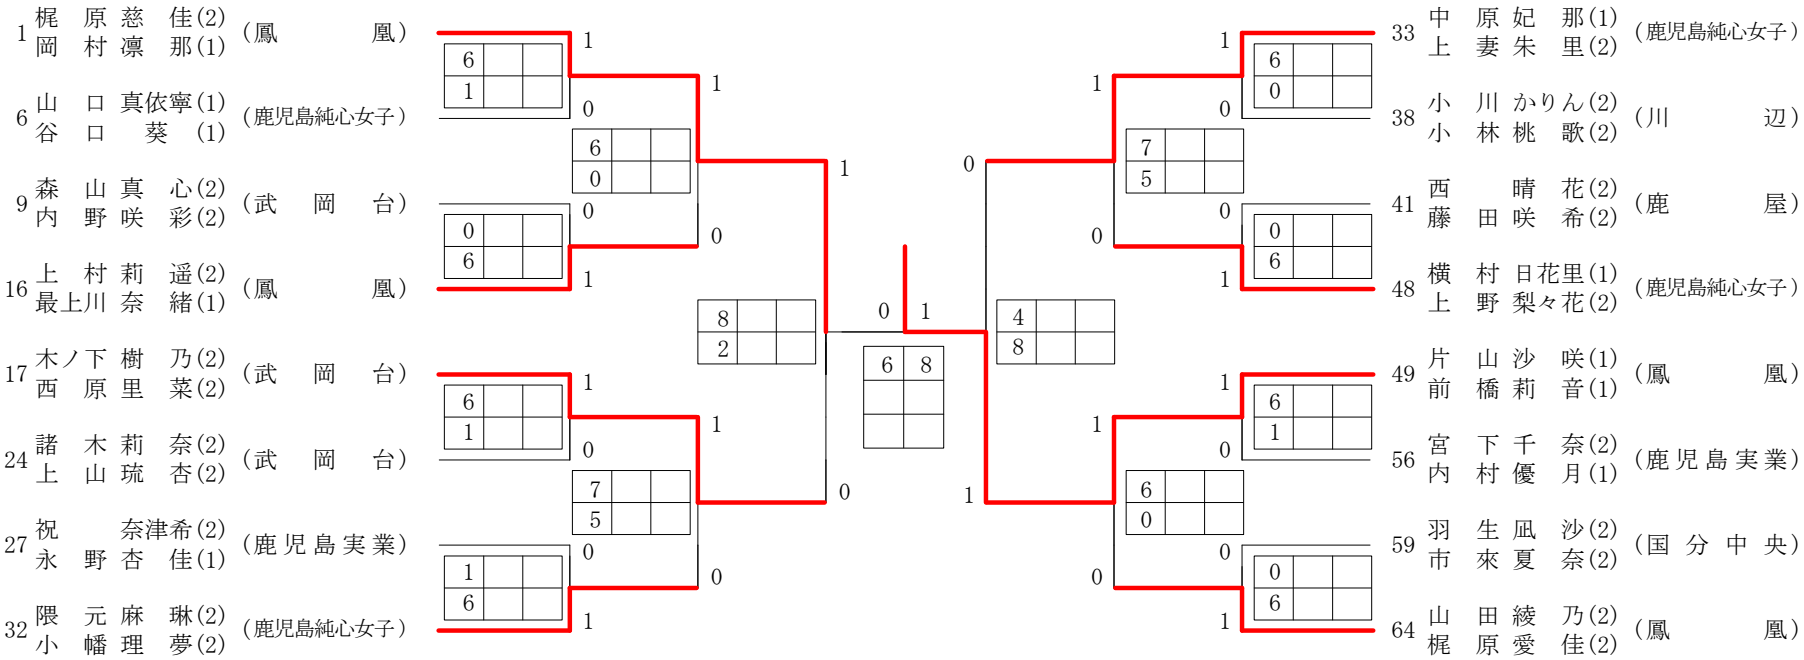 1 梶原慈佳(2) (鳳凰)
岡村凛那(1)
6 山口真依寧(1) (鹿児島純心女子)
谷口葵(1)
9 森山真心(2) (武岡台)
内野咲彩(2)
16 上村莉遥(2) (鳳凰)
最上川奈緒(1)
17 木ノ下樹乃(2) (武岡台)
西原里菜(2)
24 諸木莉奈(2) (武岡台)
上山琉杏(2)
27 祝奈津希(2) (鹿児島実業)
永野杏佳(1)
32 隈元麻琳(2) (鹿児島純心女子)
小幡理夢(2)
1
6
1
0
0
0
6
1
1
6
1
0
0
1
6
1
1
6
0
0
1
7
5
0
1
8
2
0
0 1
6 8
0
4
8
1
1
7
5
0
1
6
0
0
1
6
0
0
0
0
6
1
1
6
1
0
0
0
6
1
33 中原妃那(1) (鹿児島純心女子)
上妻朱里(2)
38 小川かりん(2) (川辺)
小林桃歌(2)
41 西晴花(2) (鹿屋)
藤田咲希(2)
48 横村日花里(1) (鹿児島純心女子)
上野梨々花(2)
49 片山沙咲(1) (鳳凰)
前橋莉音(1)
56 宮下千奈(2) (鹿児島実業)
内村優月(1)
59 羽生凪沙(2) (国分中央)
市來夏奈(2)
64 山田綾乃(2) (鳳凰)
梶原愛佳(2)